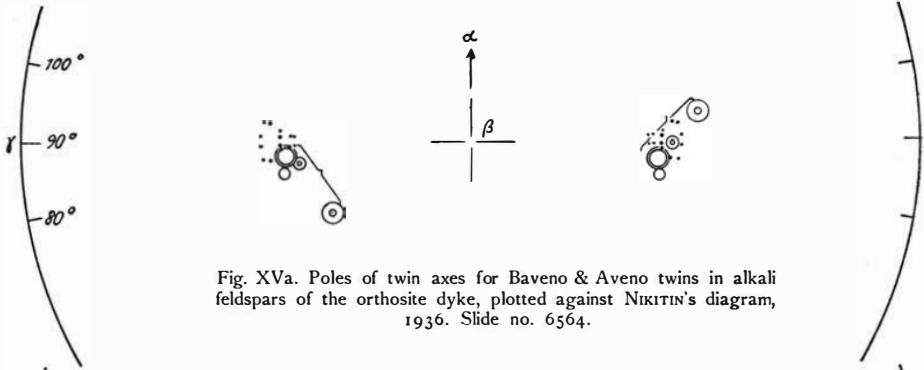 α
100°
β
γ 90°
80°
Fig. XVa. Poles of twin axes for Baveno & Aveno twins in alkali
feldspars of the orthosite dyke, plotted against NIKITIN's diagram,
1936. Slide no. 6564.